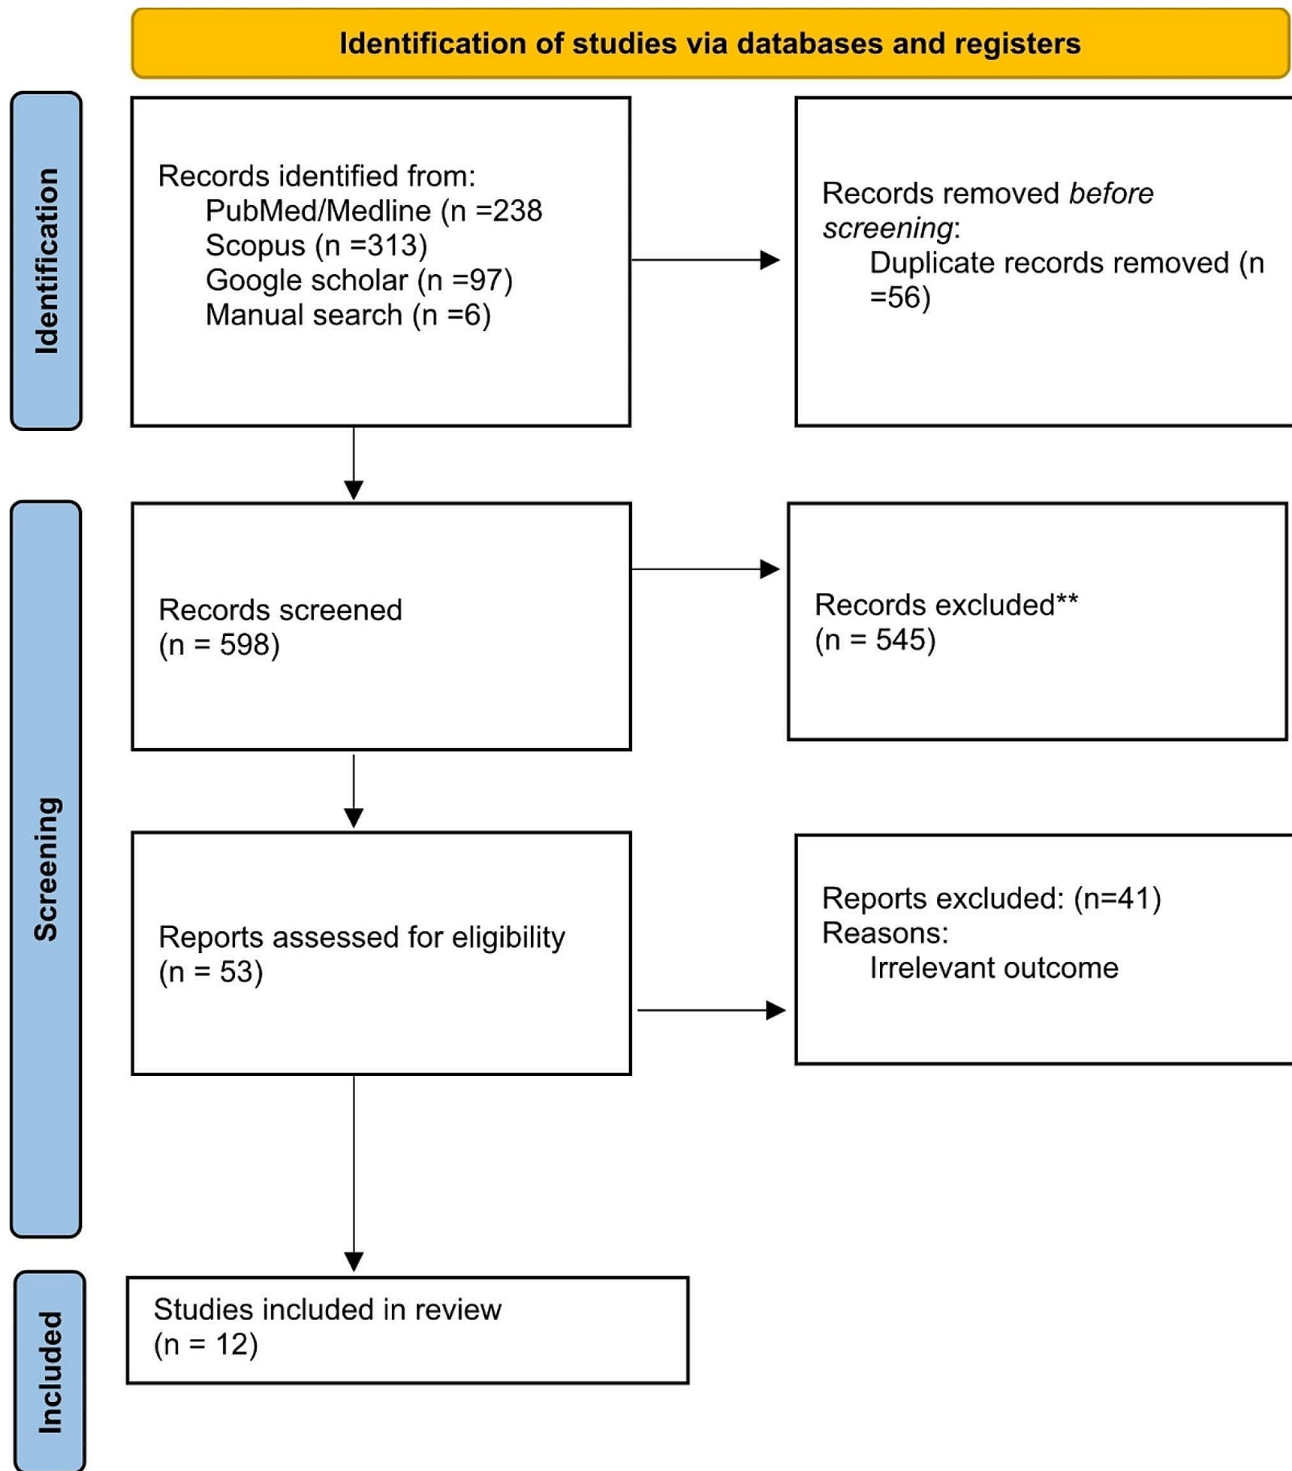 Identification of studies via databases and registers
Identification
Records identified from:
PubMed/Medline (n =238
Scopus (n =313)
Google scholar (n =97)
Manual search (n =6)
Records removed before
screening:
Duplicate records removed (n
=56)
Screening
Records screened
(n = 598)
Records excluded**
(n = 545)
Reports assessed for eligibility
(n = 53)
Reports excluded: (n=41)
Reasons:
Irrelevant outcome
Included
Studies included in review
(n = 12)